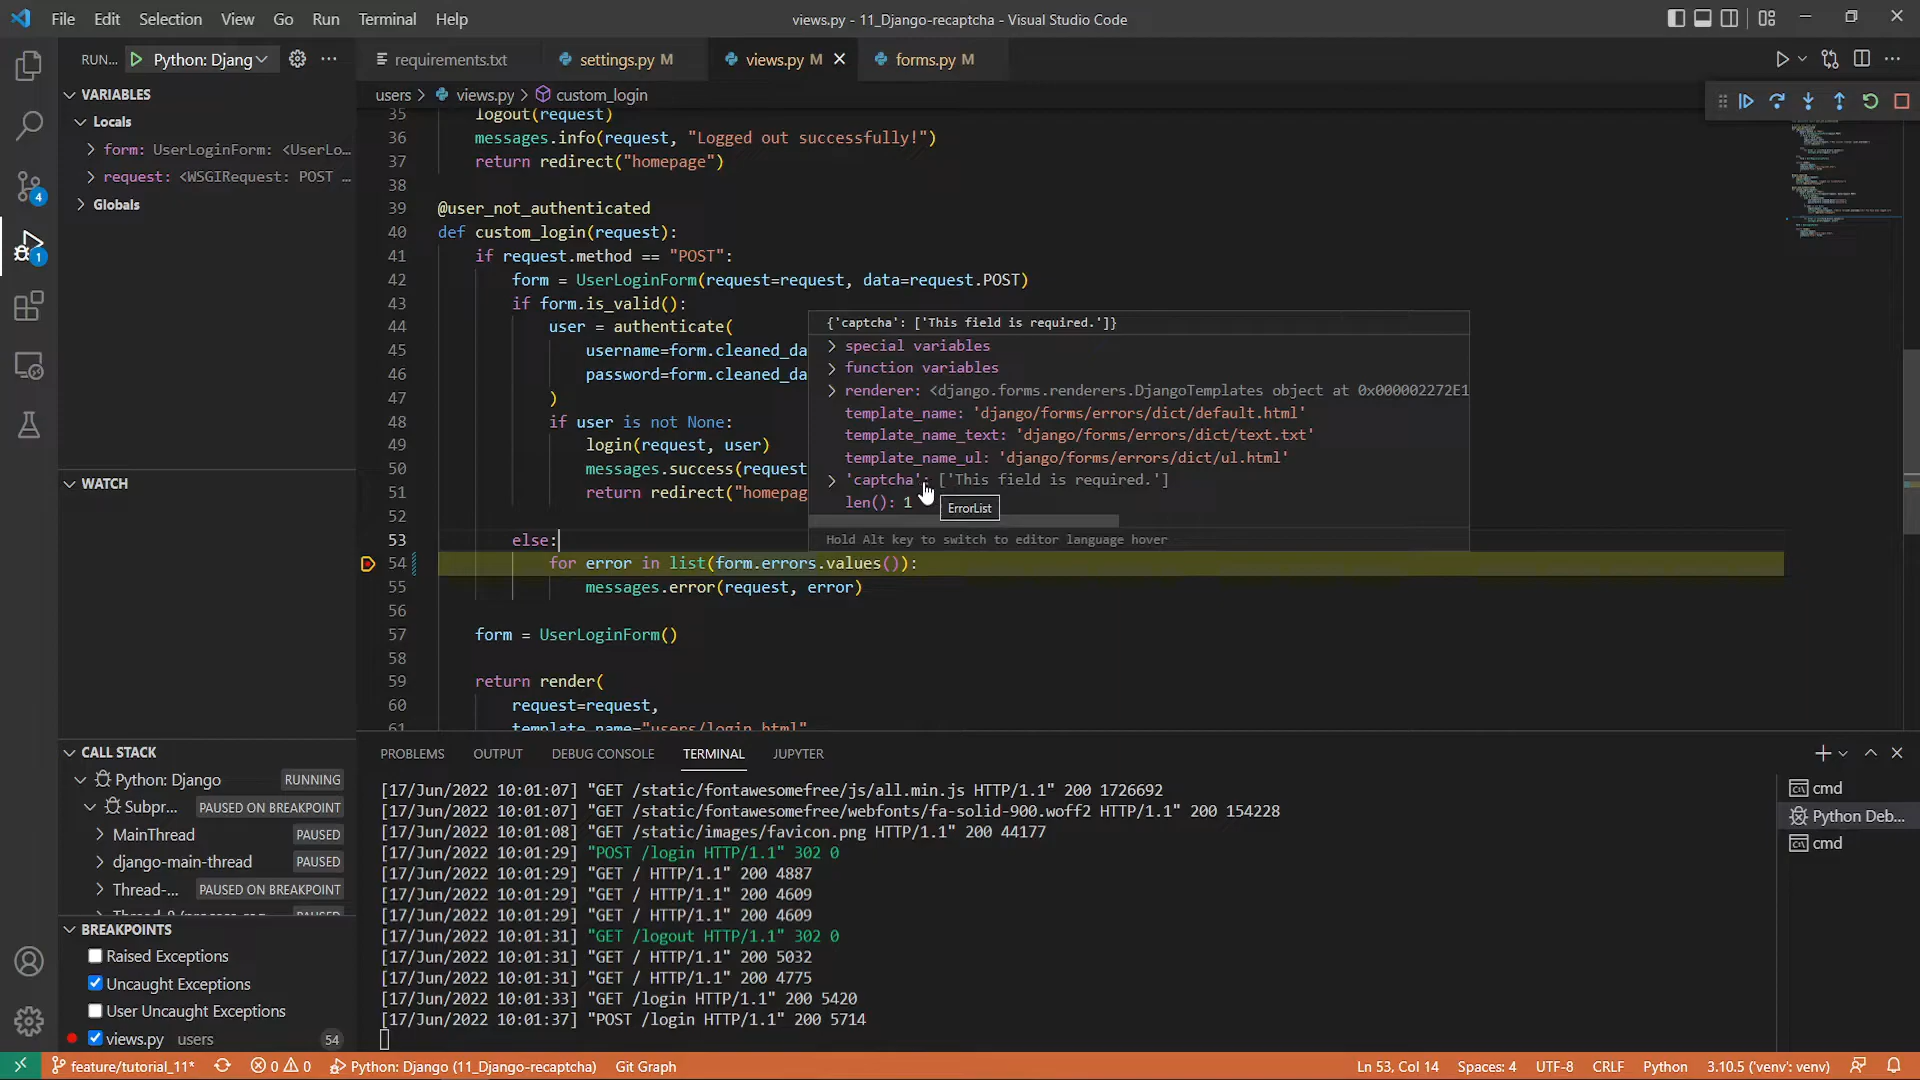 File Edit Selection View Go Run Terminal Help
views.py - 11_Django-recaptcha - Visual Studio Code
RUN... Python: Djang
requirements.txt
settings.py M
views.py M
forms.py M
users > views.py > custom_login
VARIABLES
Locals
form: UserLoginForm: <UserLo...
request: <WSGIRequest: POST ...
Globals
WATCH
CALL STACK
Python: Django RUNNING
Subpr... PAUSED ON BREAKPOINT
MainThread PAUSED
django-main-thread PAUSED
Thread-... PAUSED ON BREAKPOINT
BREAKPOINTS
Raised Exceptions
Uncaught Exceptions
User Uncaught Exceptions
views.py users 54
35 logout(request)
36 messages.info(request, "Logged out successfully!")
37 return redirect("homepage")
38
39 @user_not_authenticated
40 def custom_login(request):
41 if request.method == "POST":
42 form = UserLoginForm(request=request, data=request.POST)
43 if form.is_valid():
44 user = authenticate(
45 username=form.cleaned_da
46 password=form.cleaned_da
47 )
48 if user is not None:
49 login(request, user)
50 messages.success(request
51 return redirect("homepag
52
53 else:
54 for error in list(form.errors.values()):
55 messages.error(request, error)
56
57 form = UserLoginForm()
58
59 return render(
60 request=request,
61 template_name="users/login.html"
{'captcha': ['This field is required.']}
special variables
function variables
renderer: <django.forms.renderers.DjangoTemplates object at 0x000002272E1
template_name: 'django/forms/errors/dict/default.html'
template_name_text: 'django/forms/errors/dict/text.txt'
template_name_ul: 'django/forms/errors/dict/ul.html'
'captcha': ['This field is required.']
len(): 1
ErrorList
Hold Alt key to switch to editor language hover
PROBLEMS OUTPUT DEBUG CONSOLE TERMINAL JUPYTER
[17/Jun/2022 10:01:07] "GET /static/fontawesomefree/js/all.min.js HTTP/1.1" 200 1726692
[17/Jun/2022 10:01:07] "GET /static/fontawesomefree/webfonts/fa-solid-900.woff2 HTTP/1.1" 200 154228
[17/Jun/2022 10:01:08] "GET /static/images/favicon.png HTTP/1.1" 200 44177
[17/Jun/2022 10:01:29] "POST /login HTTP/1.1" 302 0
[17/Jun/2022 10:01:29] "GET / HTTP/1.1" 200 4887
[17/Jun/2022 10:01:29] "GET / HTTP/1.1" 200 4609
[17/Jun/2022 10:01:29] "GET / HTTP/1.1" 200 4609
[17/Jun/2022 10:01:31] "GET /logout HTTP/1.1" 302 0
[17/Jun/2022 10:01:31] "GET / HTTP/1.1" 200 5032
[17/Jun/2022 10:01:31] "GET / HTTP/1.1" 200 4775
[17/Jun/2022 10:01:33] "GET /login HTTP/1.1" 200 5420
[17/Jun/2022 10:01:37] "POST /login HTTP/1.1" 200 5714
cmd
Python Deb...
cmd
4
1
feature/tutorial_11* 0 0 Python: Django (11_Django-recaptcha) Git Graph
Ln 53, Col 14 Spaces: 4 UTF-8 CRLF Python 3.10.5 ('venv': venv)